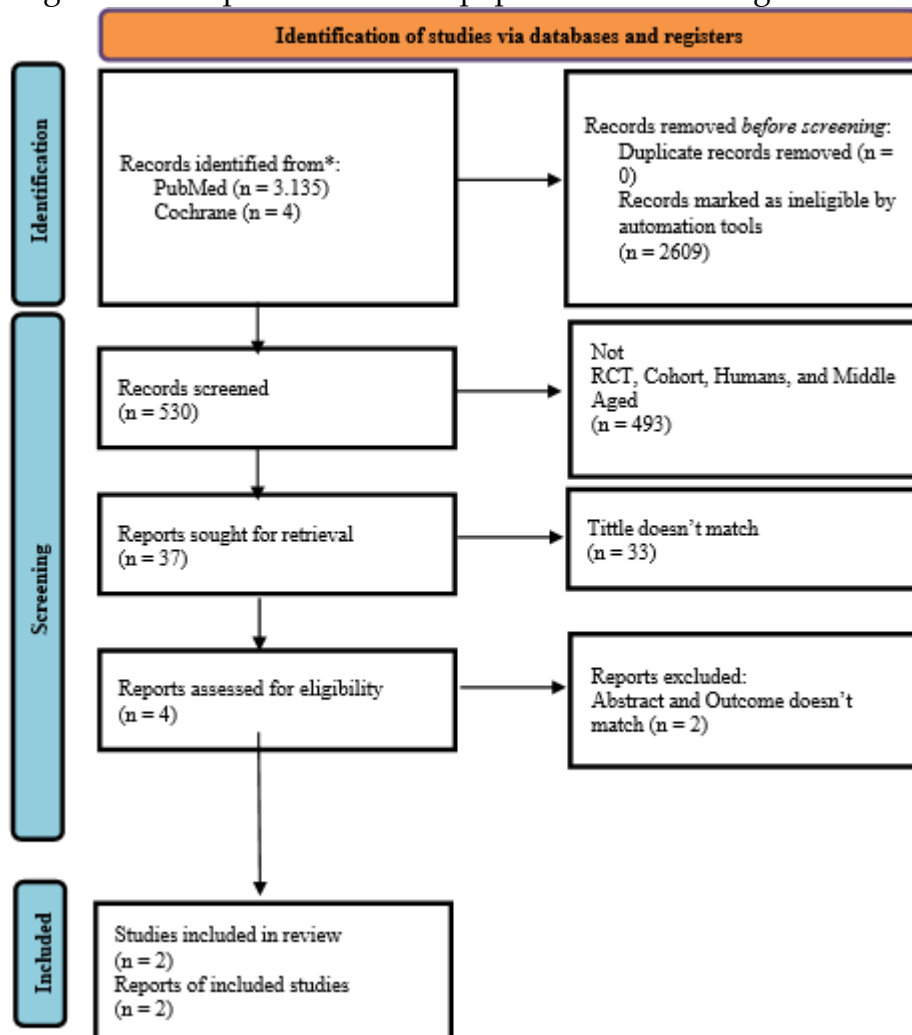 Identification of studies via databases and registers
Identification
Records identified from*:
PubMed (n = 3.135)
Cochrane (n = 4)
Records removed before screening:
Duplicate records removed (n =
0)
Records marked as ineligible by
automation tools
(n = 2609)
Screening
Records screened
(n = 530)
Not
RCT, Cohort, Humans, and Middle
Aged
(n = 493)
Reports sought for retrieval
(n = 37)
Tittle doesn’t match
(n = 33)
Reports assessed for eligibility
(n = 4)
Reports excluded:
Abstract and Outcome doesn’t
match (n = 2)
Included
Studies included in review
(n = 2)
Reports of included studies
(n = 2)